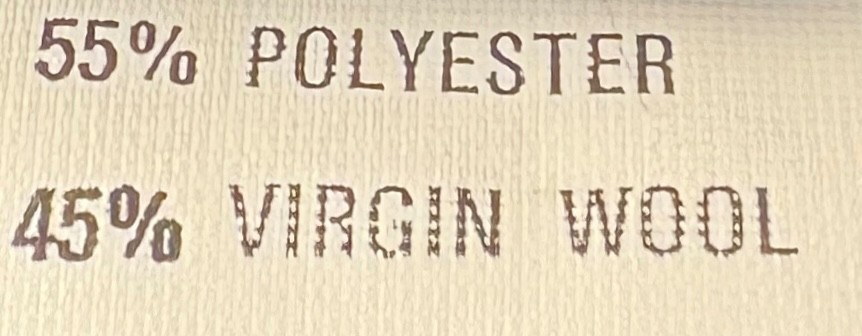 55% POLYESTER
45% VIRGIN WOOL